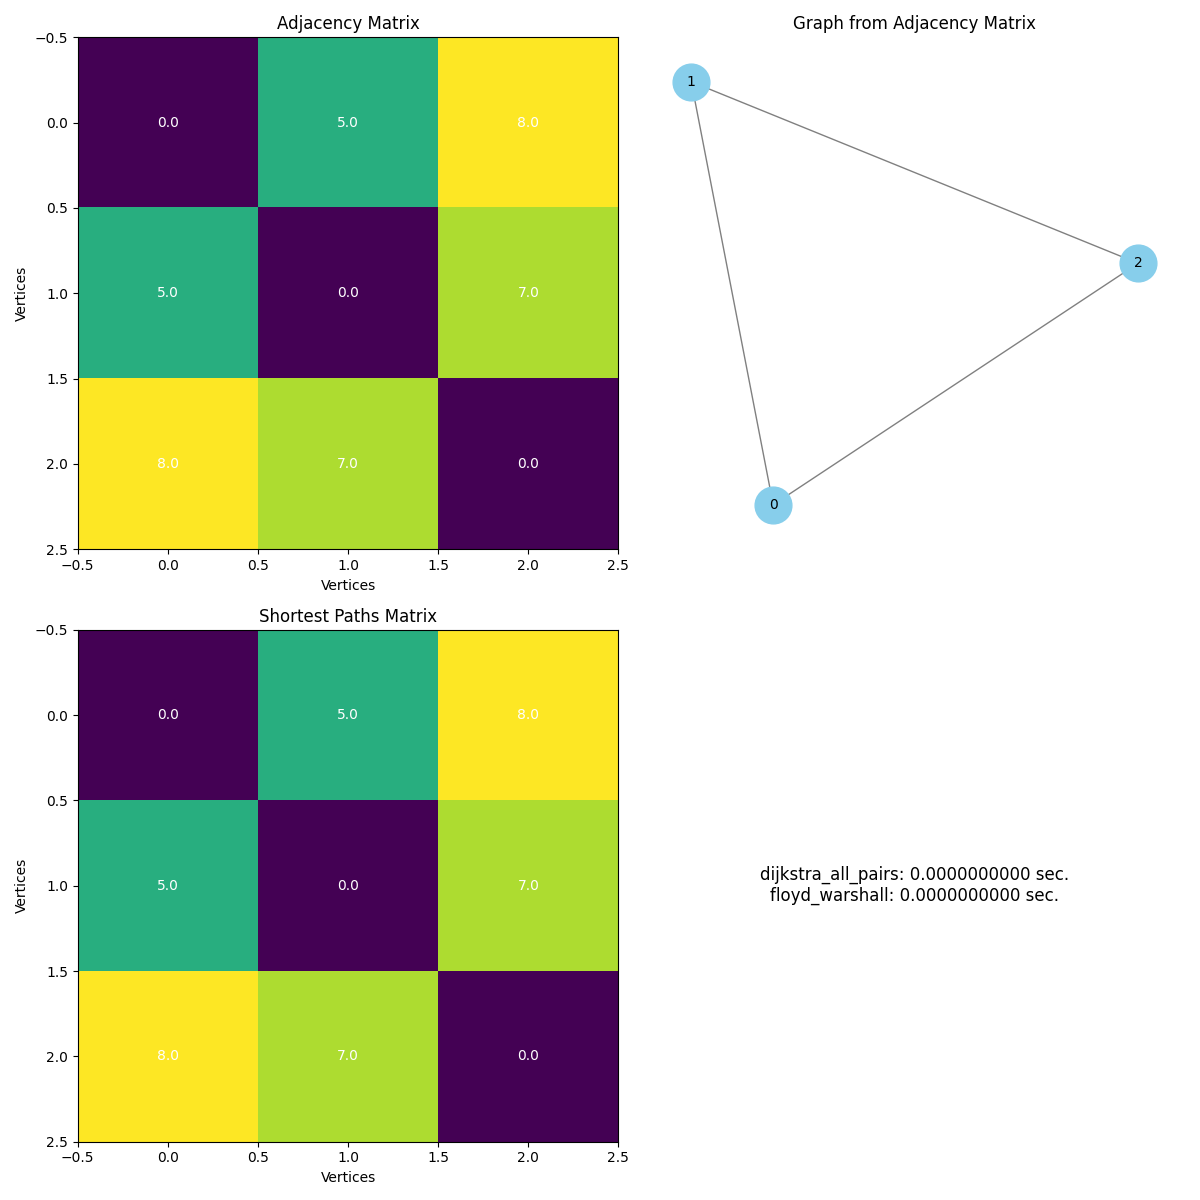 Adjacency Matrix
−0.5
0.0
0.5
1.0
1.5
2.0
2.5
Vertices
0.0 5.0 8.0
5.0 0.0 7.0
8.0 7.0 0.0
−0.5 0.0 0.5 1.0 1.5 2.0 2.5
Vertices
Graph from Adjacency Matrix
1
2
0
Shortest Paths Matrix
−0.5
0.0
0.5
1.0
1.5
2.0
2.5
Vertices
0.0 5.0 8.0
5.0 0.0 7.0
8.0 7.0 0.0
−0.5 0.0 0.5 1.0 1.5 2.0 2.5
Vertices
dijkstra_all_pairs: 0.0000000000 sec.
floyd_warshall: 0.0000000000 sec.